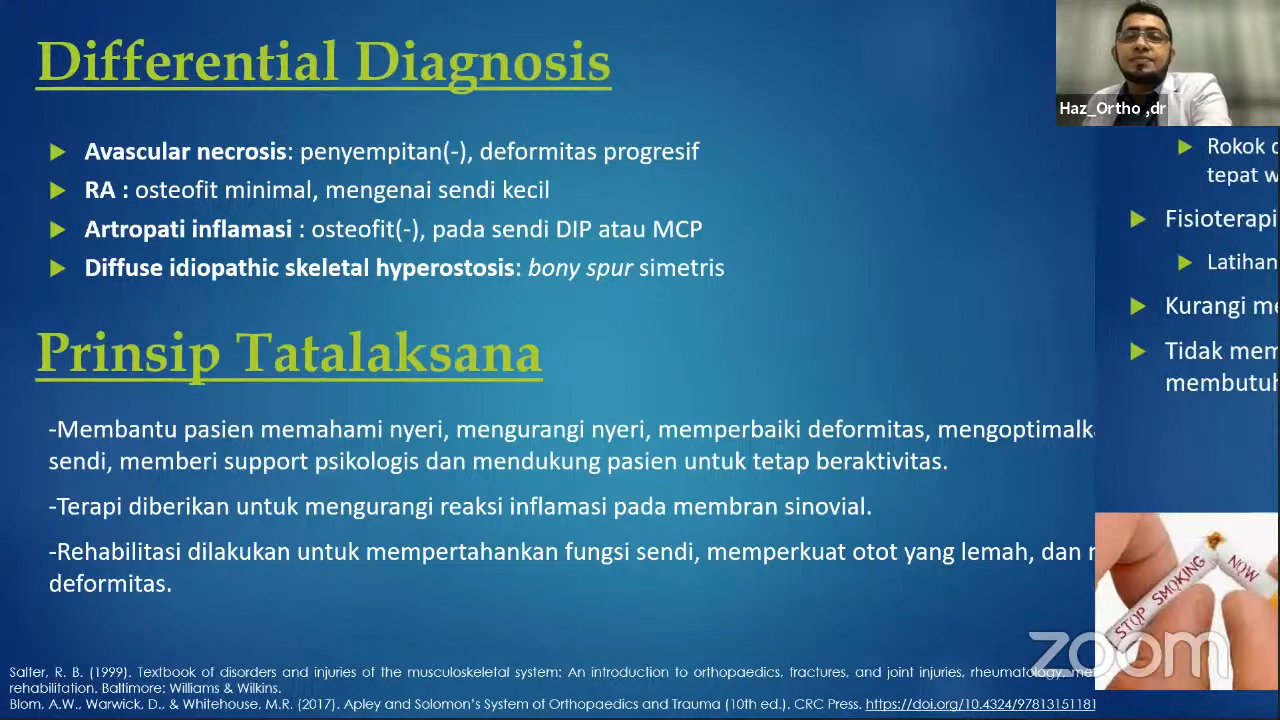 Differential Diagnosis
Avascular necrosis: penyempitan(-), deformitas progresif
RA : osteofit minimal, mengenai sendi kecil
Artropati inflamasi : osteofit(-), pada sendi DIP atau MCP
Diffuse idiopathic skeletal hyperostosis: bony spur simetris
Prinsip Tatalaksana
-Membantu pasien memahami nyeri, mengurangi nyeri, memperbaiki deformitas,
sendi, memberi support psikologis dan mendukung pasien untuk tetap beraktivitas.
-Terapi diberikan untuk mengurangi reaksi inflamasi pada membran sinovial.
-Rehabilitasi dilakukan untuk mempertahankan fungsi sendi, memperkuat otot yang lemah, dan
deformitas.
Salter, R. B. (1999). Textbook of disorders and injuries of the musculoskeletal system: An introduction to orthopaedics, fractures, and joint injuries, rheumatology,
rehabilitation. Baltimore: Williams & Wilkins.
Blom, A.W., Warwick, D., & Whitehouse, M.R. (2017). Apley and Solomon's System of Orthopaedics and Trauma (10th ed.). CRC Press. https://doi.org/10.4324/97813151181
Haz_Ortho ,dr
Rokok
tepat
Fisioterapi
Latihan
Kurangi
Tidak
STOP SMOKING
NOW
zoom